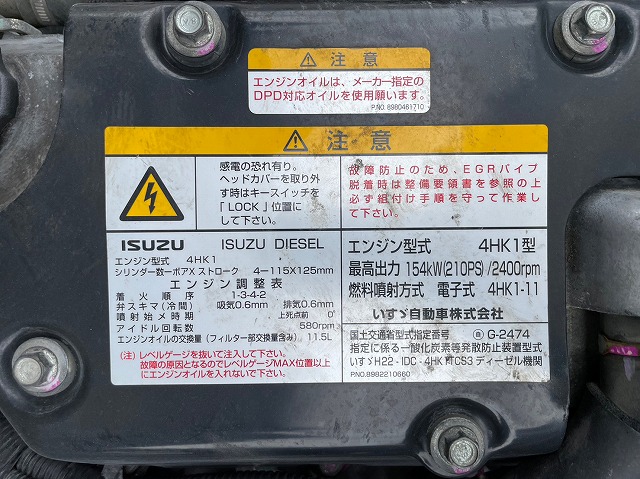 ⚠ 注意
エンジンオイルは、メーカー指定の
DPD対応オイルを使用願います。
P.NO. 8980461710
⚠ 注意
感電の恐れ有り。
ヘッドカバーを取り外
す時はキースイッチを
「LOCK」位置に
して下さい。
故障防止のため、EGRパイプ
脱着時は整備要領書を参照の上
必ず組付け手順を守って作業し
て下さい。
ISUZU ISUZU DIESEL
エンジン型式 4HK1
シリンダー数ーボアX ストローク 4ー115X125mm
エンジン調整表
着火順序 1-3-4-2
弁スキマ(冷間) 吸気0.6mm 排気0.6mm
噴射始メ時期 上死点前 0°
アイドル回転数 580rpm
エンジンオイルの交換量(フィルター部交換量含み) 11.5L
(注)レベルゲージを抜いて注入して下さい。
故障の原因となるのでレベルゲージMAX位置以上
にエンジンオイルを入れないで下さい。
エンジン型式 4HK1型
最高出力 154kW(210PS)/2400rpm
燃料噴射方式 電子式 4HK1-11
いすゞ自動車株式会社
国土交通省型式指定番号 G-2474
指定に係る一酸化炭素等発散防止装置型式
いすゞH22・IDC・4HK1TCS3 ディーゼル機関
P.NO.8982210660